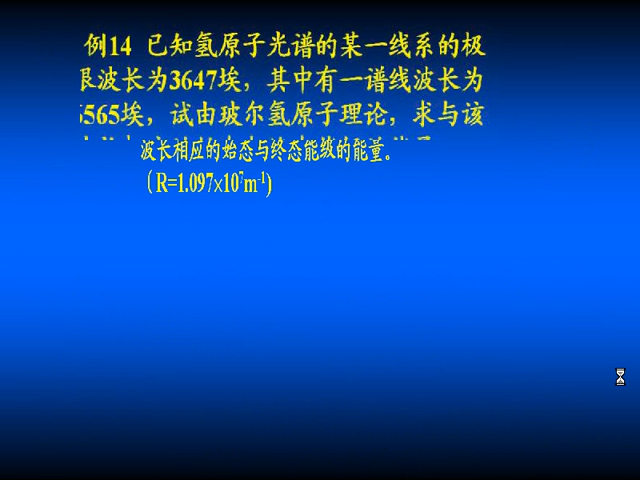 例14 已知氢原子光谱的某一线系的极
限波长为3647埃，其中有一谱线波长为
6565埃，试由玻尔氢原子理论，求与该
波长相应的始态与终态能级的能量。
（R=1.097×10⁷m⁻¹)